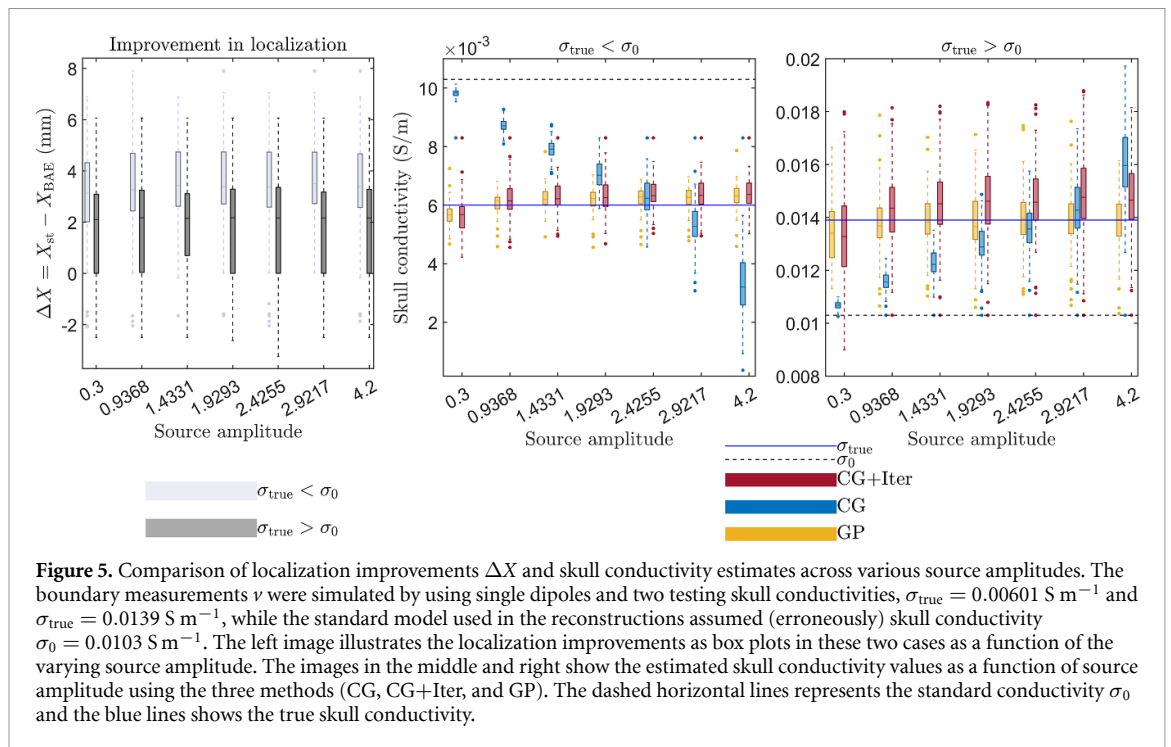 Improvement in localization
ΔX = X_st − X_BAE (mm)
8
6
4
2
0
-2
0.3
0.9368
1.4331
1.9293
2.4255
2.9217
4.2
Source amplitude
σ_true < σ_0
σ_true > σ_0
×10⁻³
σ_true < σ_0
Skull conductivity (S/m)
10
8
6
4
2
0.3
0.9368
1.4331
1.9293
2.4255
2.9217
4.2
Source amplitude
σ_true > σ_0
0.02
0.018
0.016
0.014
0.012
0.01
0.008
0.3
0.9368
1.4331
1.9293
2.4255
2.9217
4.2
Source amplitude
σ_true
σ_0
CG+Iter
CG
GP
Figure 5. Comparison of localization improvements ΔX and skull conductivity estimates across various source amplitudes. The
boundary measurements v were simulated by using single dipoles and two testing skull conductivities, σ_true = 0.00601 S m⁻¹ and
σ_true = 0.0139 S m⁻¹, while the standard model used in the reconstructions assumed (erroneously) skull conductivity
σ_0 = 0.0103 S m⁻¹. The left image illustrates the localization improvements as box plots in these two cases as a function of the
varying source amplitude. The images in the middle and right show the estimated skull conductivity values as a function of source
amplitude using the three methods (CG, CG+Iter, and GP). The dashed horizontal lines represents the standard conductivity σ_0
and the blue lines shows the true skull conductivity.